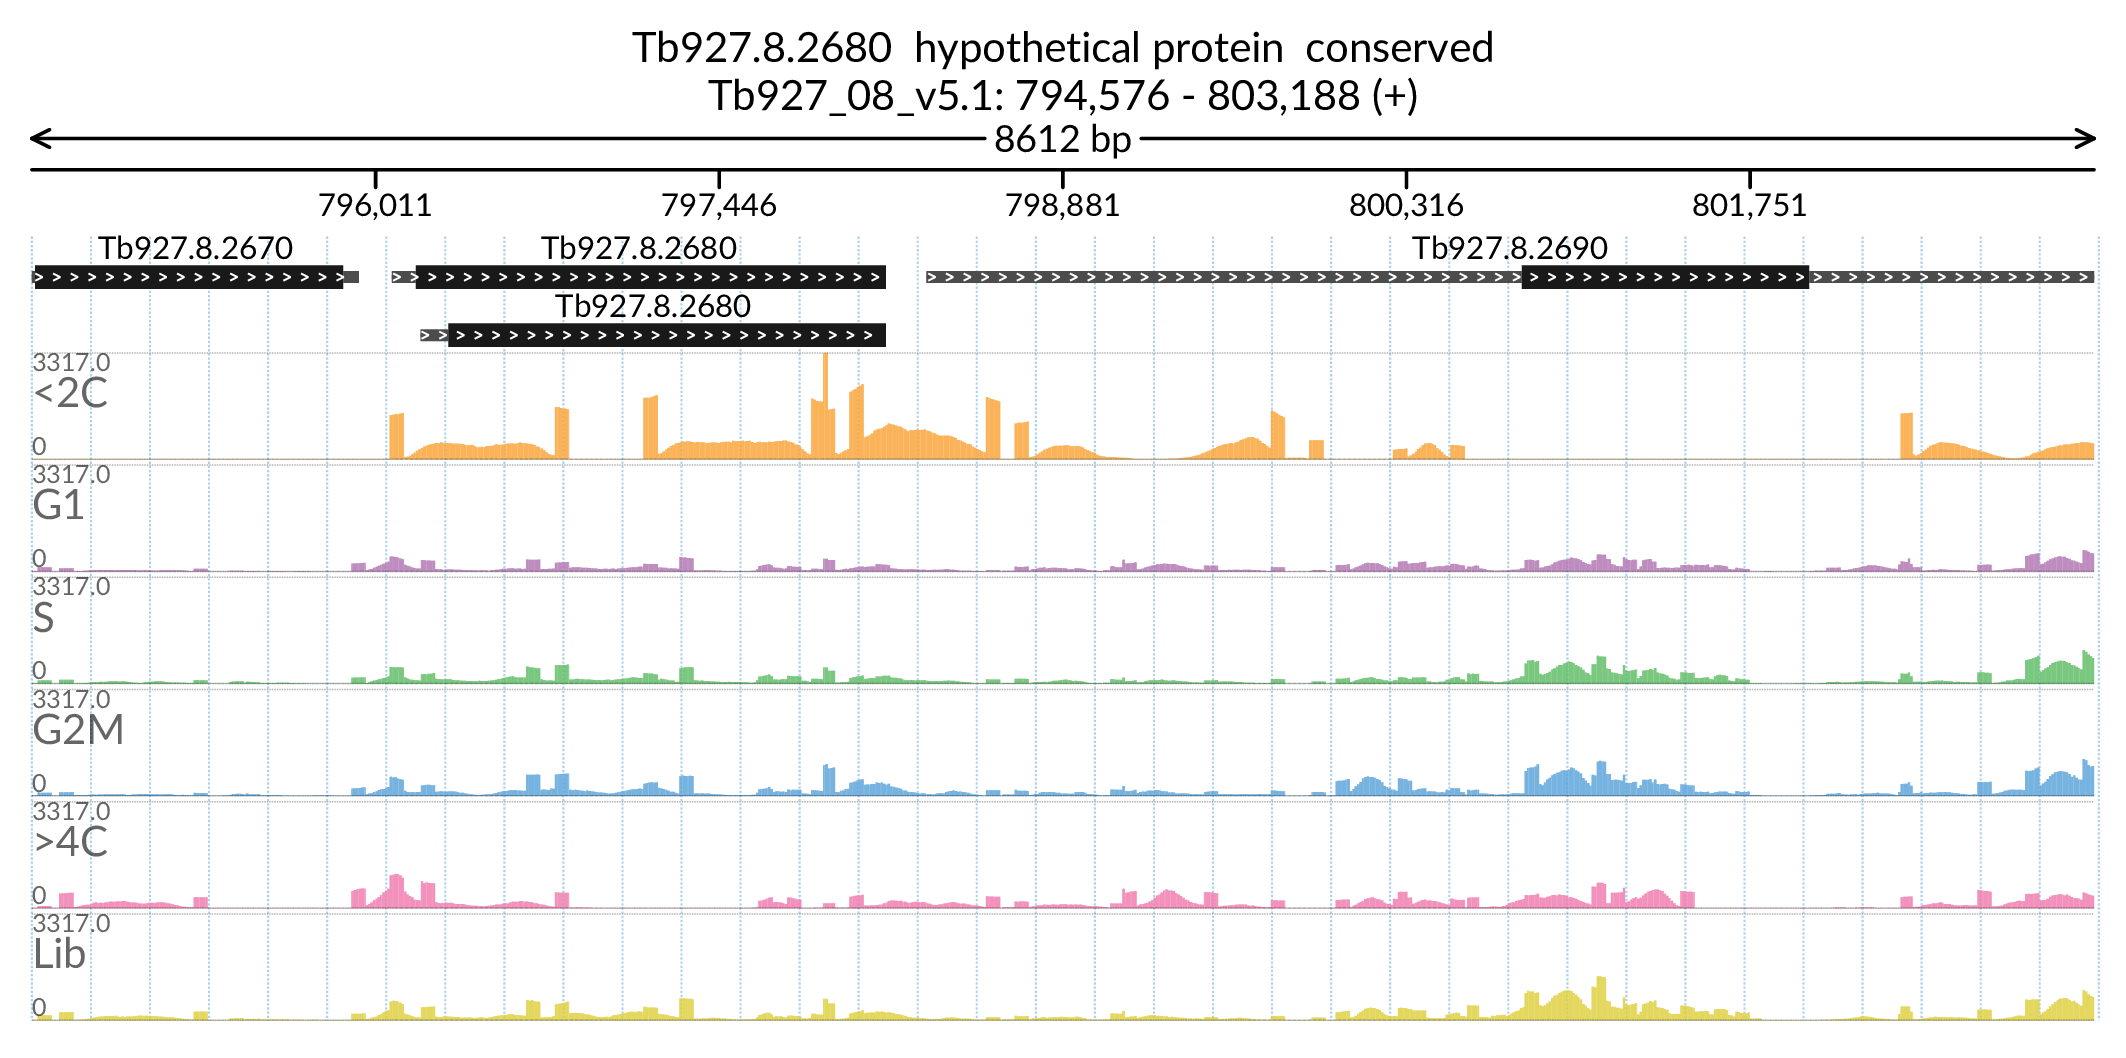 Tb927.8.2680  hypothetical protein  conserved
Tb927_08_v5.1: 794,576 - 803,188 (+)
8612 bp
796,011 797,446 798,881 800,316 801,751
Tb927.8.2670 Tb927.8.2680 Tb927.8.2690
Tb927.8.2680
3317.0
<2C
0
3317.0
G1
0
3317.0
S
0
3317.0
G2M
0
3317.0
>4C
0
3317.0
Lib
0